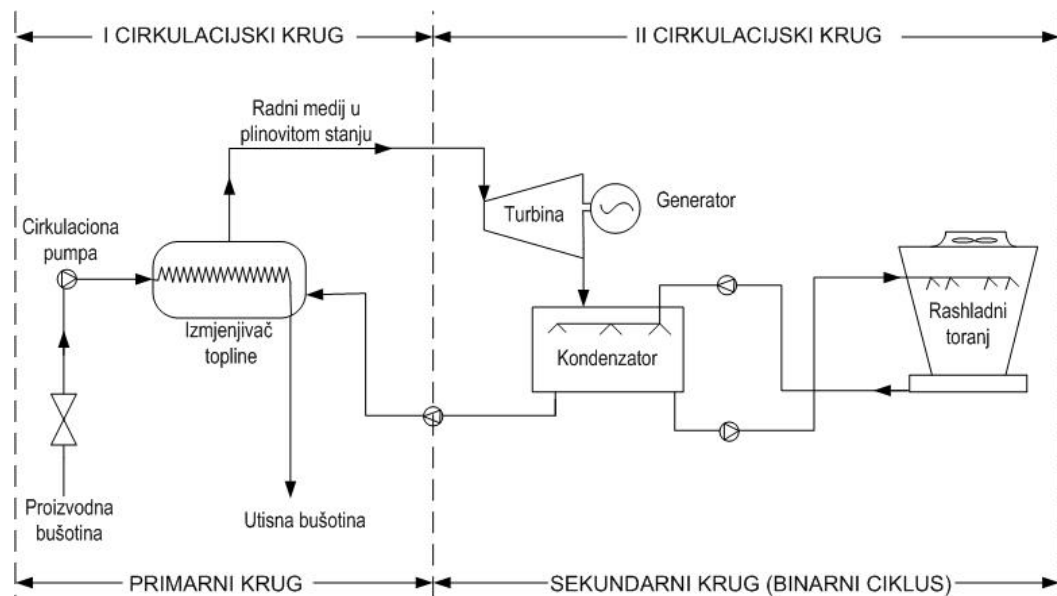 I CIRKULACIJSKI KRUG
II CIRKULACIJSKI KRUG
Radni medij u
plinovitom stanju
Turbina
Generator
Cirkulaciona
pumpa
Izmjenjivač
topline
Kondenzator
Rashladni
toranj
Proizvodna
bušotina
Utisna bušotina
PRIMARNI KRUG
SEKUNDARNI KRUG (BINARNI CIKLUS)